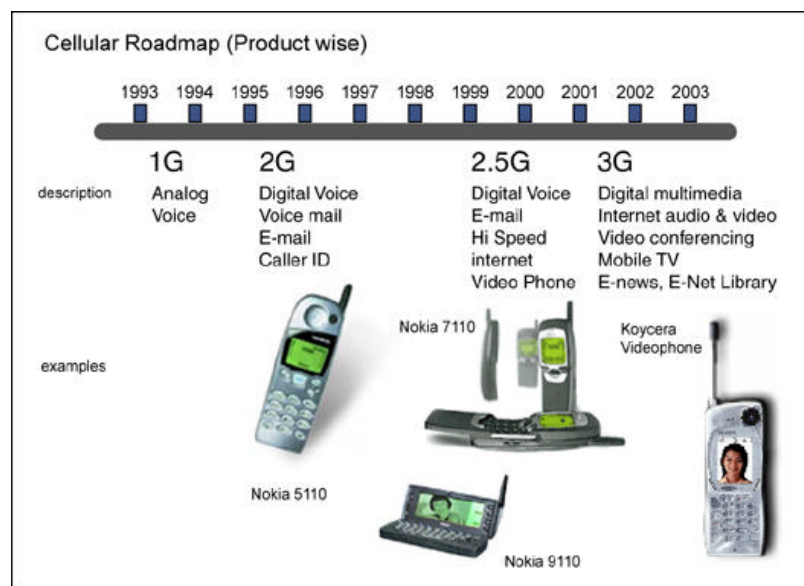 Cellular Roadmap (Product wise)
1993 1994 1995 1996 1997 1998 1999 2000 2001 2002 2003
1G 2G 2.5G 3G
description
Analog
Voice
Digital Voice
Voice mail
E-mail
Caller ID
Digital Voice
E-mail
Hi Speed
internet
Video Phone
Digital multimedia
Internet audio & video
Video conferencing
Mobile TV
E-news, E-Net Library
examples
Nokia 5110
Nokia 7110
Nokia 9110
Koycera
Videophone